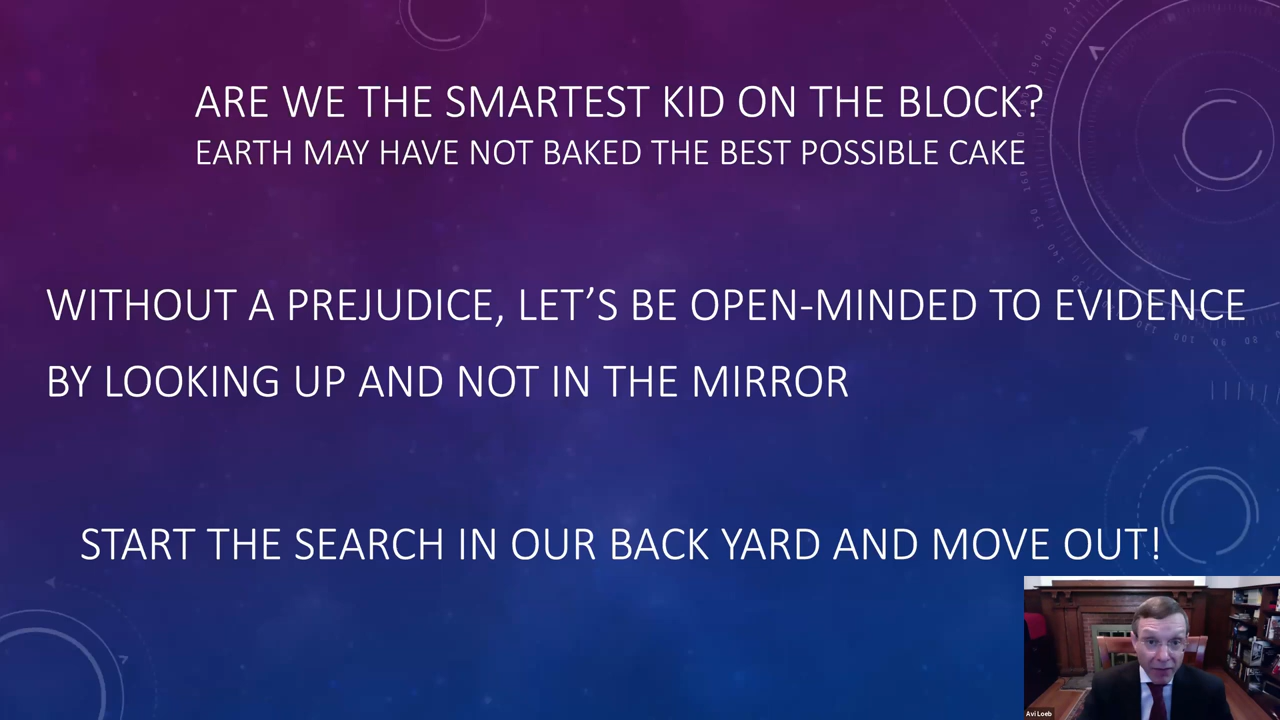 ARE WE THE SMARTEST KID ON THE BLOCK?
EARTH MAY HAVE NOT BAKED THE BEST POSSIBLE CAKE
WITHOUT A PREJUDICE, LET’S BE OPEN-MINDED TO EVIDENCE
BY LOOKING UP AND NOT IN THE MIRROR
START THE SEARCH IN OUR BACK YARD AND MOVE OUT!
Avi Loeb